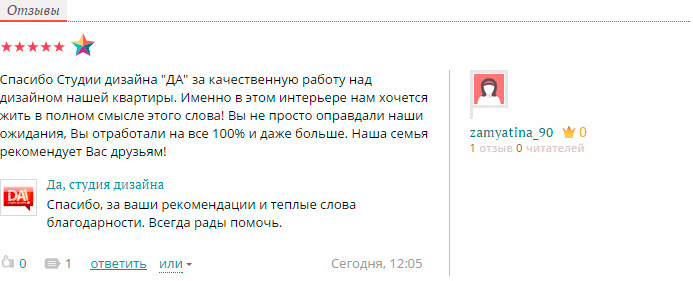 Отзывы
Спасибо Студии дизайна "ДА" за качественную работу над
дизайном нашей квартиры. Именно в этом интерьере нам хочется
жить в полном смысле этого слова! Вы не просто оправдали наши
ожидания, Вы отработали на все 100% и даже больше. Наша семья
рекомендует Вас друзьям!
zamyatina_90 0
1 отзыв 0 читателей
DA!
Да, студия дизайна
Спасибо, за ваши рекомендации и теплые слова
благодарности. Всегда рады помочь.
0 1 ответить или Сегодня, 12:05